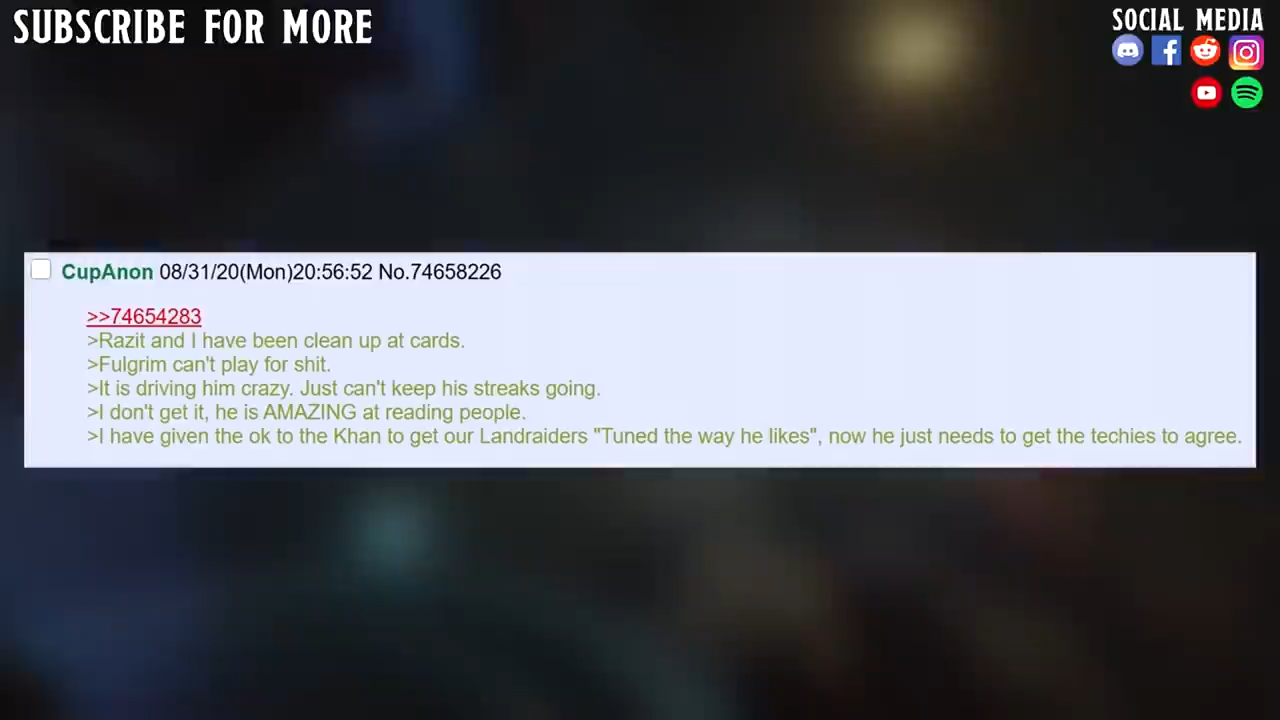 SUBSCRIBE FOR MORE
SOCIAL MEDIA
CupAnon 08/31/20(Mon)20:56:52 No.74658226
>>74654283
>Razit and I have been clean up at cards.
>Fulgrim can't play for shit.
>It is driving him crazy. Just can't keep his streaks going.
>I don't get it, he is AMAZING at reading people.
>I have given the ok to the Khan to get our Landraiders "Tuned the way he likes", now he just needs to get the techies to agree.